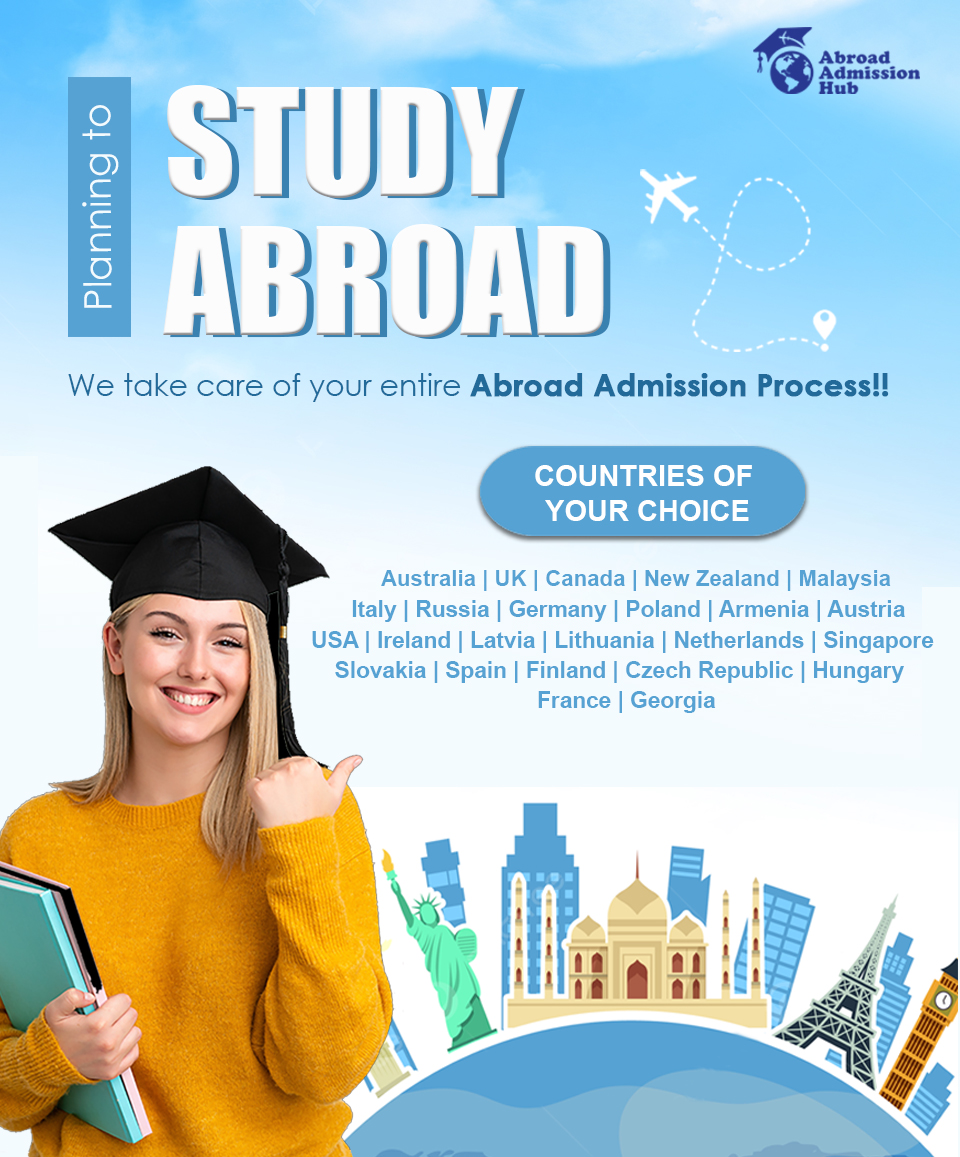 Abroad
Admission
Hub
Planning to
STUDY
ABROAD
We take care of your entire Abroad Admission Process!!
COUNTRIES OF
YOUR CHOICE
Australia | UK | Canada | New Zealand | Malaysia
Italy | Russia | Germany | Poland | Armenia | Austria
USA | Ireland | Latvia | Lithuania | Netherlands | Singapore
Slovakia | Spain | Finland | Czech Republic | Hungary
France | Georgia